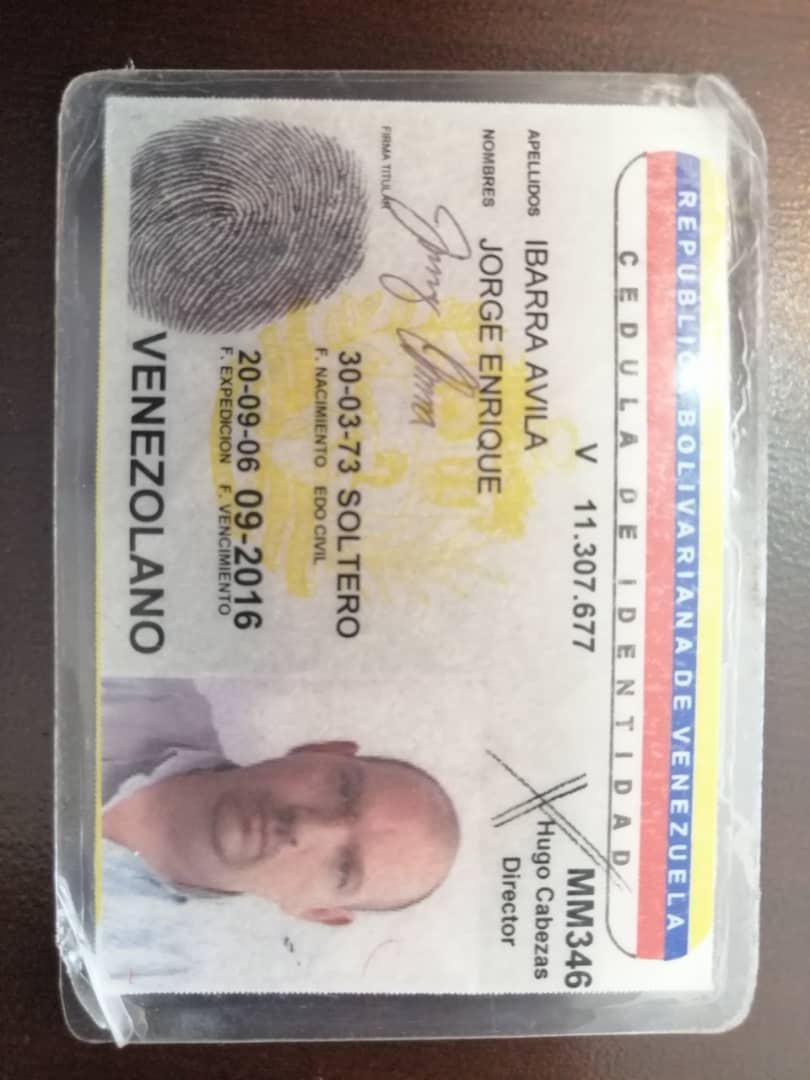 REPUBLICA BOLIVARIANA DE VENEZUELA
CEDULA DE IDENTIDAD
V 11.307.677
MM346
APELLIDOS IBARRA AVILA
Hugo Cabezas
NOMBRES JORGE ENRIQUE
Director
FIRMA TITULAR
30-03-73 SOLTERO
F. NACIMIENTO EDO CIVIL
20-09-06 09-2016
F. EXPEDICION F. VENCIMIENTO
VENEZOLANO